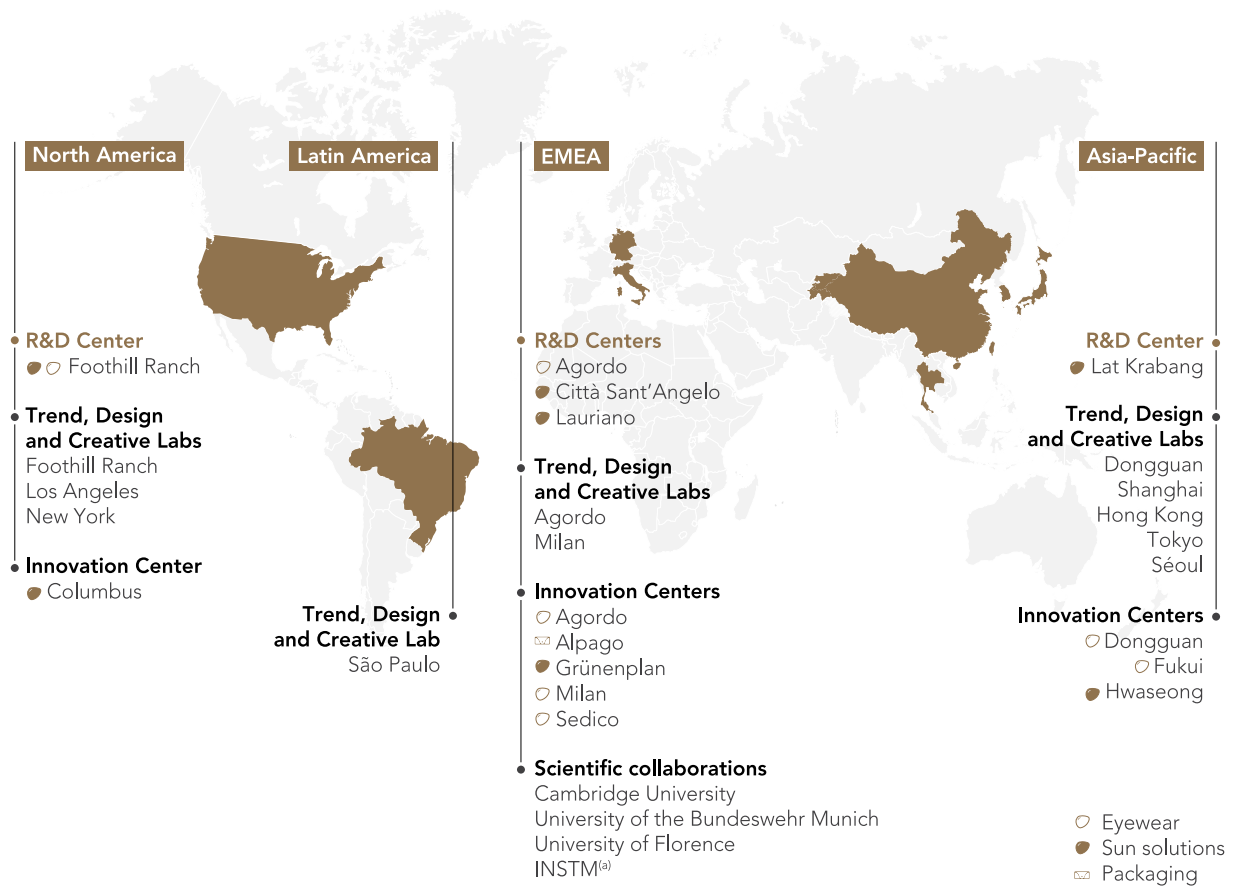 North America
R&D Center
Foothill Ranch
Trend, Design
and Creative Labs
Foothill Ranch
Los Angeles
New York
Innovation Center
Columbus
Latin America
Trend, Design
and Creative Lab
São Paulo
EMEA
R&D Centers
Agordo
Città Sant'Angelo
Lauriano
Trend, Design
and Creative Labs
Agordo
Milan
Innovation Centers
Agordo
Alpago
Grünenplan
Milan
Sedico
Scientific collaborations
Cambridge University
University of the Bundeswehr Munich
University of Florence
INSTM(a)
Asia-Pacific
R&D Center
Lat Krabang
Trend, Design
and Creative Labs
Dongguan
Shanghai
Hong Kong
Tokyo
Séoul
Innovation Centers
Dongguan
Fukui
Hwaseong
Eyewear
Sun solutions
Packaging